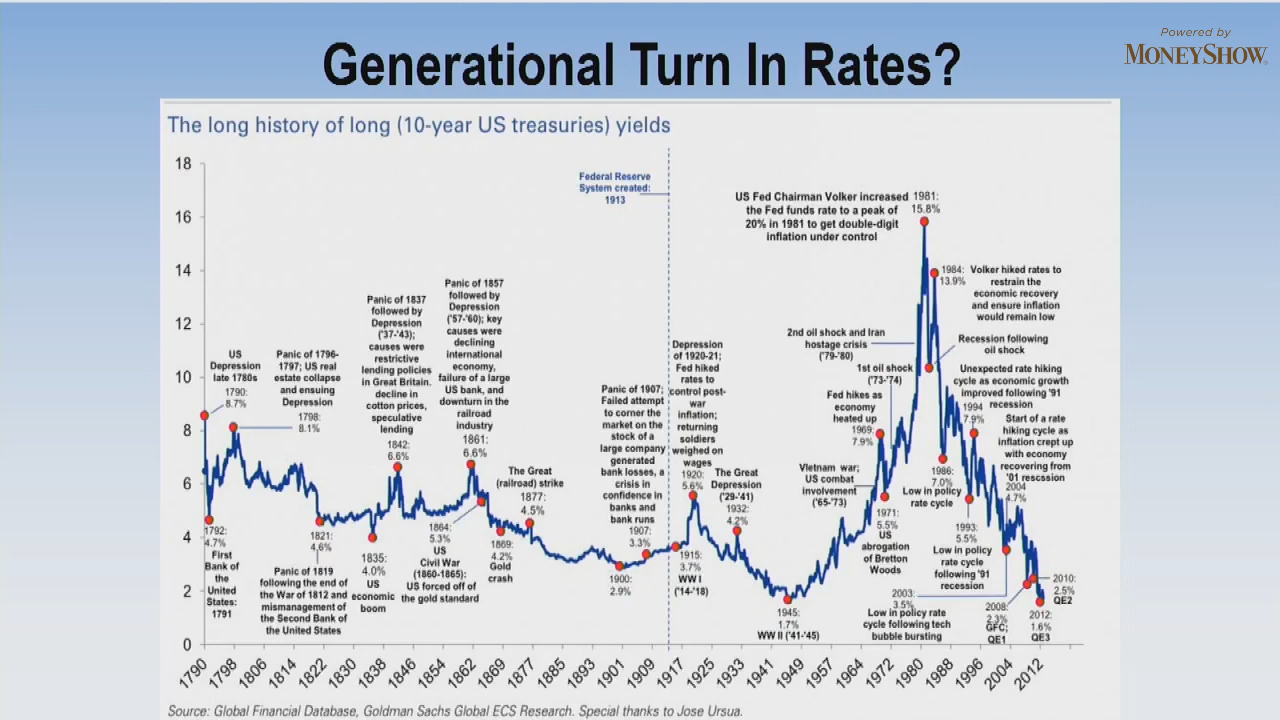 Generational Turn In Rates?
Powered by
MONEYSHOW
The long history of long (10-year US treasuries) yields
18
16
14
12
10
8
6
4
2
0
US
Depression
late 1780s
1790:
8.7%
1792:
4.7%
First
Bank of
the
United
States:
1791
Panic of 1796-
1797; US real
estate collapse
and ensuing
Depression
1798:
8.1%
1821:
4,6%
Panic of 1819
following the end of
the War of 1812 and
mismanagement of
the Second Bank of
the United States
1835:
4.0%
US
economic
boom
Panic of 1837
followed by
Depression
('37-'43);
causes were
restrictive
lending policies
in Great Britain.
decline in
cotton prices,
speculative
lending
1842:
6.6%
Panic of 1857
followed by
Depression
('57-'60); key
causes were
declining
international
economy,
failure of a large
US bank, and
downturn in the
railroad
industry
1861:
6.6%
1864:
5.3%
US
Civil War
(1860-1865):
US forced off of
the gold standard
1869:
4.2%
Gold
crash
The Great
(railroad) strike
1877:
4.5%
1900:
2.9%
Panic of 1907;
Failed attempt
to corner the
market on the
stock of a
large company
generated
bank losses, a
crisis in
confidence in
banks and
bank runs
1907:
3.3%
Federal Reserve
System created:
1913
1915:
3.7%
WW I
('14-'18)
Depression
of 1920-21;
Fed hiked
rates to
control post-
war
inflation;
returning
soldiers
weighed on
wages
1920:
5.6%
The Great
Depression
('29-'41)
1932:
4.2%
1945:
1.7%
WW II ('41-'45)
Vietnam war;
US combat
involvement
('65-'73)
Fed hikes as
economy
heated up
1969:
7.9%
1971:
5.5%
US
abrogation
of Bretton
Woods
1st oil shock
('73-'74)
2nd oil shock and Iran
hostage crisis
('79-'80)
US Fed Chairman Volker increased
the Fed funds rate to a peak of
20% in 1981 to get double-digit
inflation under control
1981:
15.8%
1984:
13.9%
Volker hiked rates to
restrain the
economic recovery
and ensure inflation
would remain low
Recession following
oil shock
1986:
7.0%
Low in policy
rate cycle
Unexpected rate hiking
cycle as economic growth
improved following '91
recession
1994
7.9%
1993:
5.5%
Low in policy
rate cycle
following '91
recession
Start of a rate
hiking cycle as
inflation crept up
with economy
recovering from
'01 recession
2004
4.7%
2003:
3.5%
Low in policy rate
cycle following tech
bubble bursting
2008:
2.3%
GFC;
QE1
2010:
2.5%
QE2
2012:
1.6%
QE3
1790 1798 1806 1814 1822 1830 1838 1846 1854 1862 1869 1877 1885 1893 1901 1909 1917 1925 1933 1941 1949 1957 1964 1972 1980 1988 1996 2004 2012
Source: Global Financial Database, Goldman Sachs Global ECS Research. Special thanks to Jose Ursua.